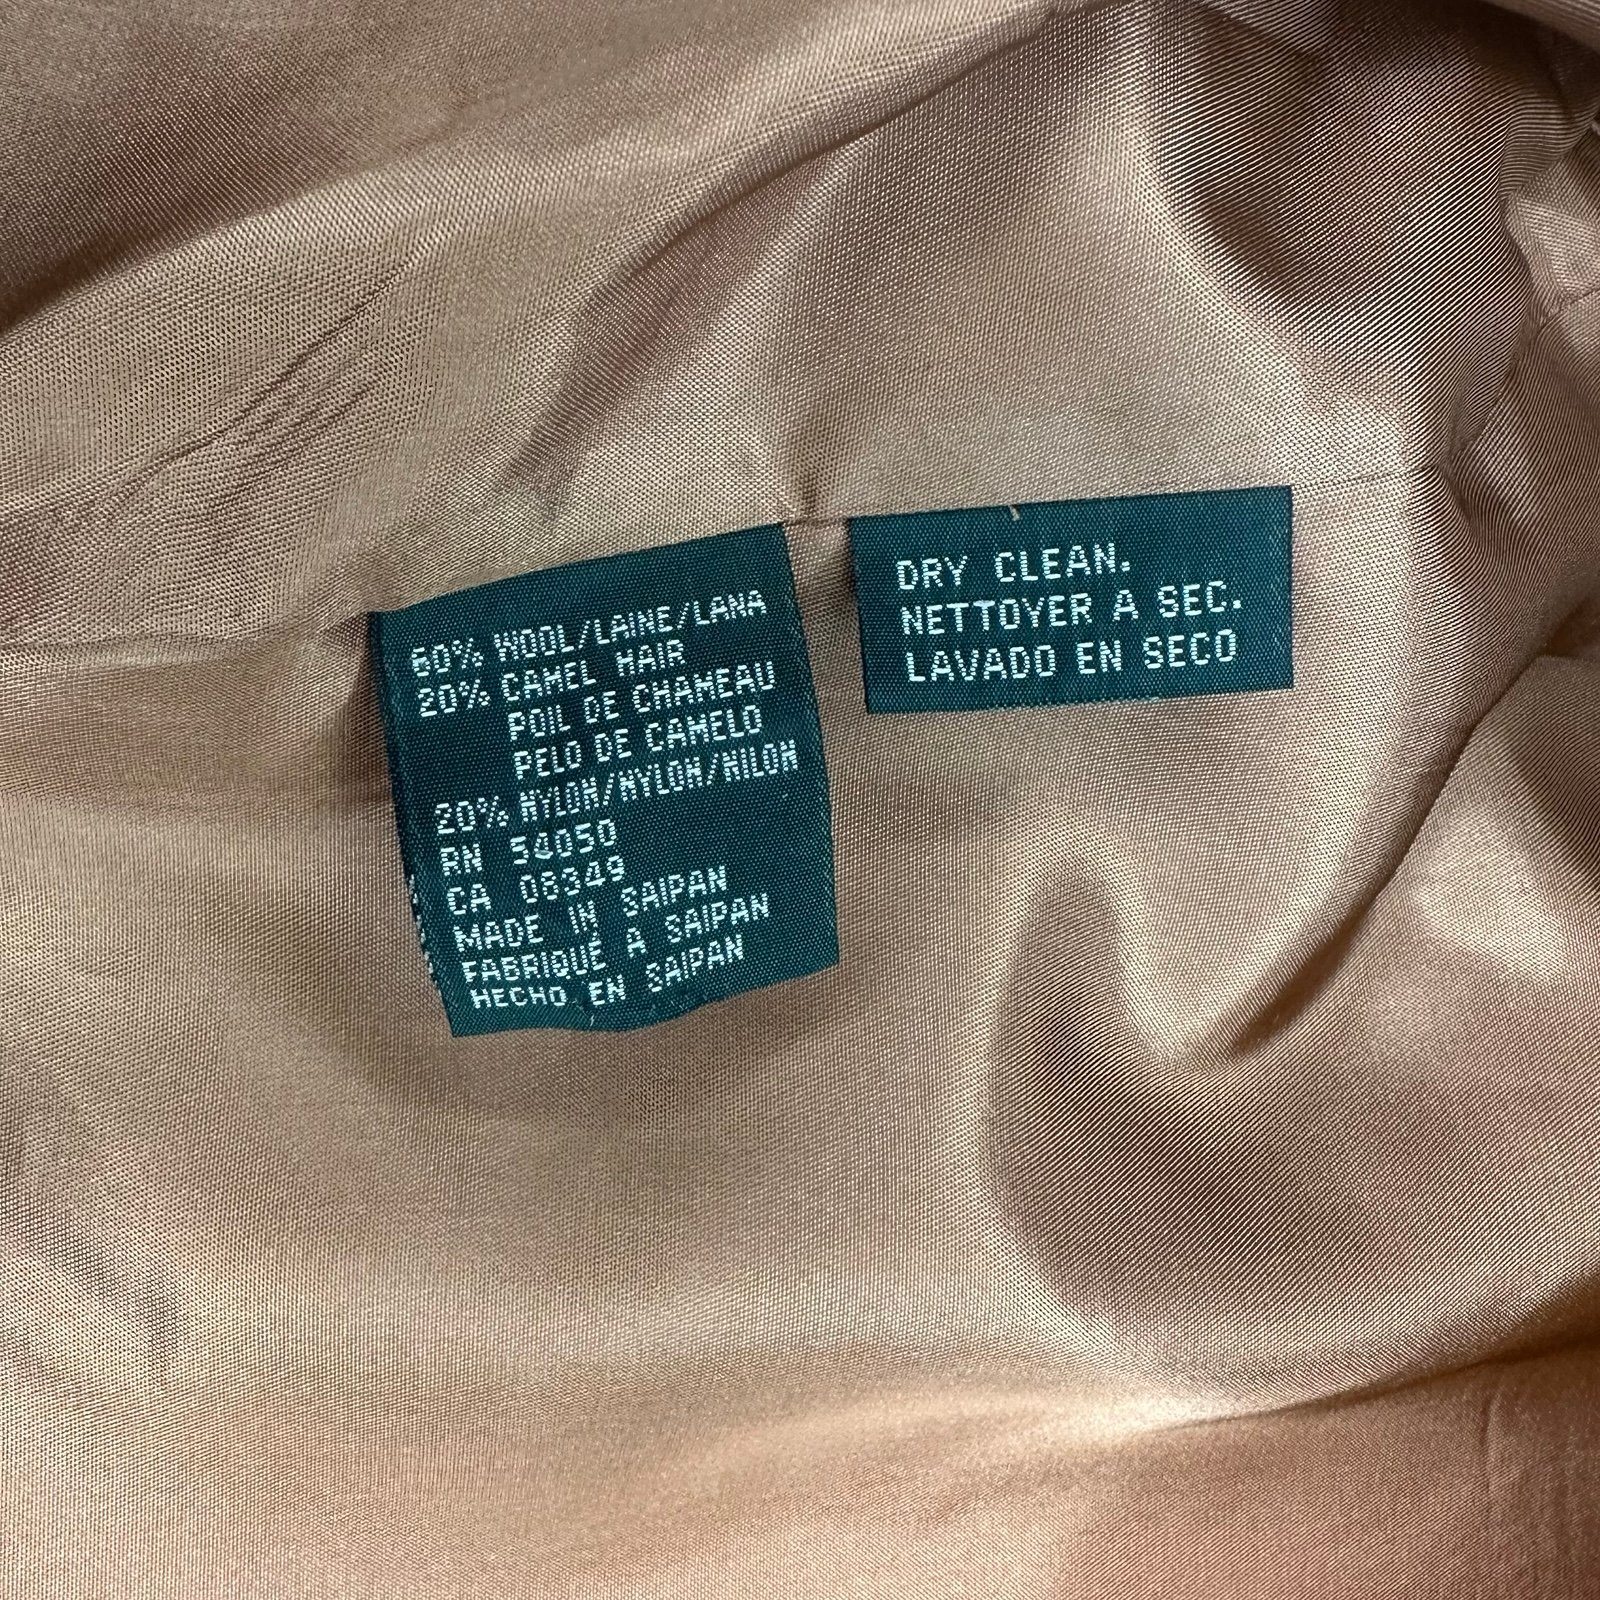 60% WOOL/LAINE/LANA
20% CAMEL HAIR
POIL DE CHAMEAU
PELO DE CAMELO
20% NYLON/NYLON/NILON
RN 54050
CA 08349
MADE IN SAIPAN
FABRIQUE A SAIPAN
HECHO EN SAIPAN
DRY CLEAN.
NETTOYER A SEC.
LAVADO EN SECO